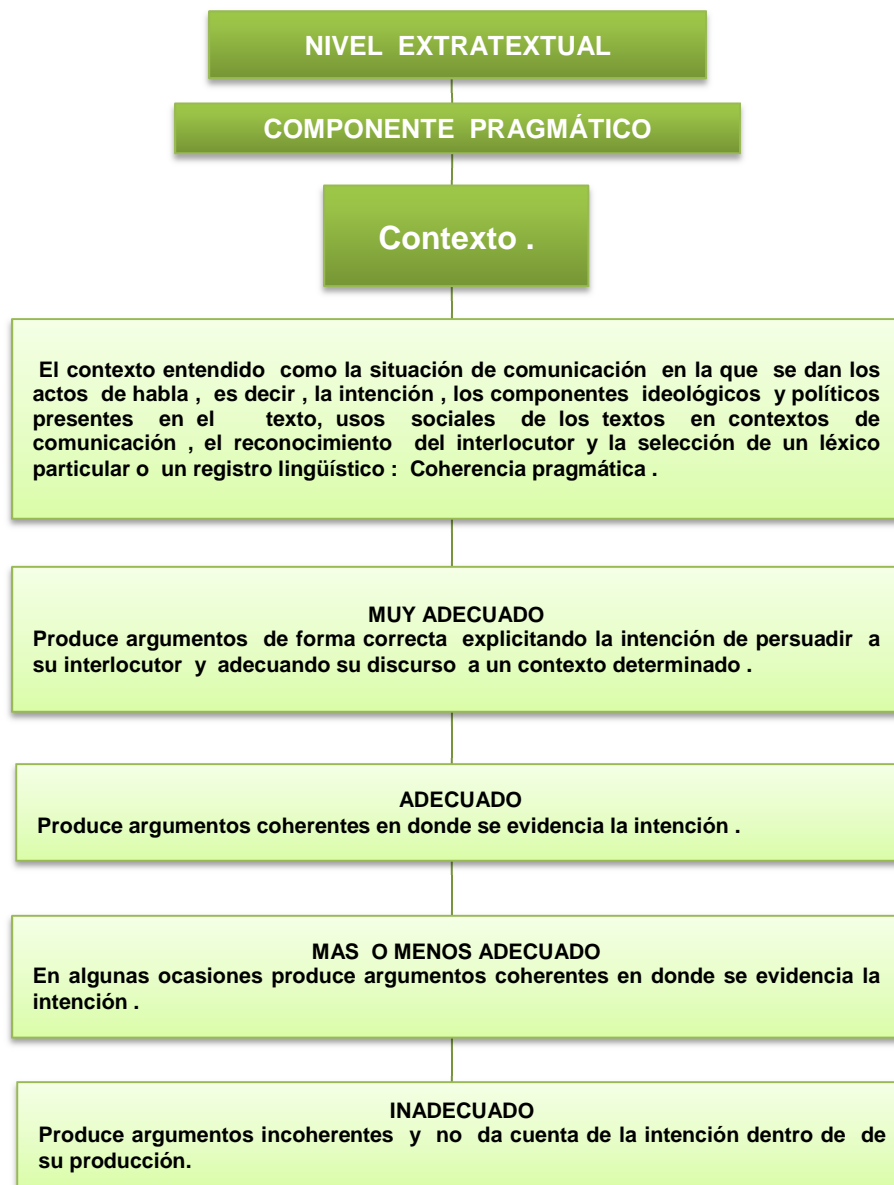 NIVEL EXTRATEXTUAL
COMPONENTE PRAGMÁTICO
Contexto .
El contexto entendido como la situación de comunicación en la que se dan los
actos de habla , es decir , la intención , los componentes ideológicos y políticos
presentes en el texto, usos sociales de los textos en contextos de
comunicación , el reconocimiento del interlocutor y la selección de un léxico
particular o un registro lingüístico : Coherencia pragmática .
MUY ADECUADO
Produce argumentos de forma correcta explicitando la intención de persuadir a
su interlocutor y adecuando su discurso a un contexto determinado .
ADECUADO
Produce argumentos coherentes en donde se evidencia la intención .
MAS O MENOS ADECUADO
En algunas ocasiones produce argumentos coherentes en donde se evidencia la
intención .
INADECUADO
Produce argumentos incoherentes y no da cuenta de la intención dentro de de
su producción.